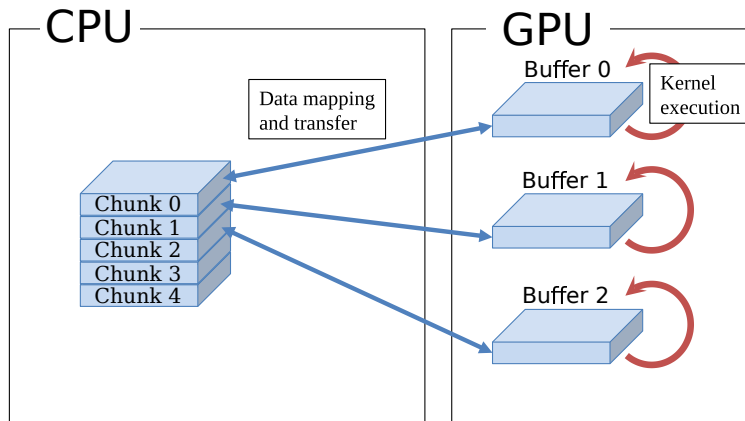 CPU
GPU
Data mapping
and transfer
Chunk 0
Chunk 1
Chunk 2
Chunk 3
Chunk 4
Buffer 0
Kernel
execution
Buffer 1
Buffer 2